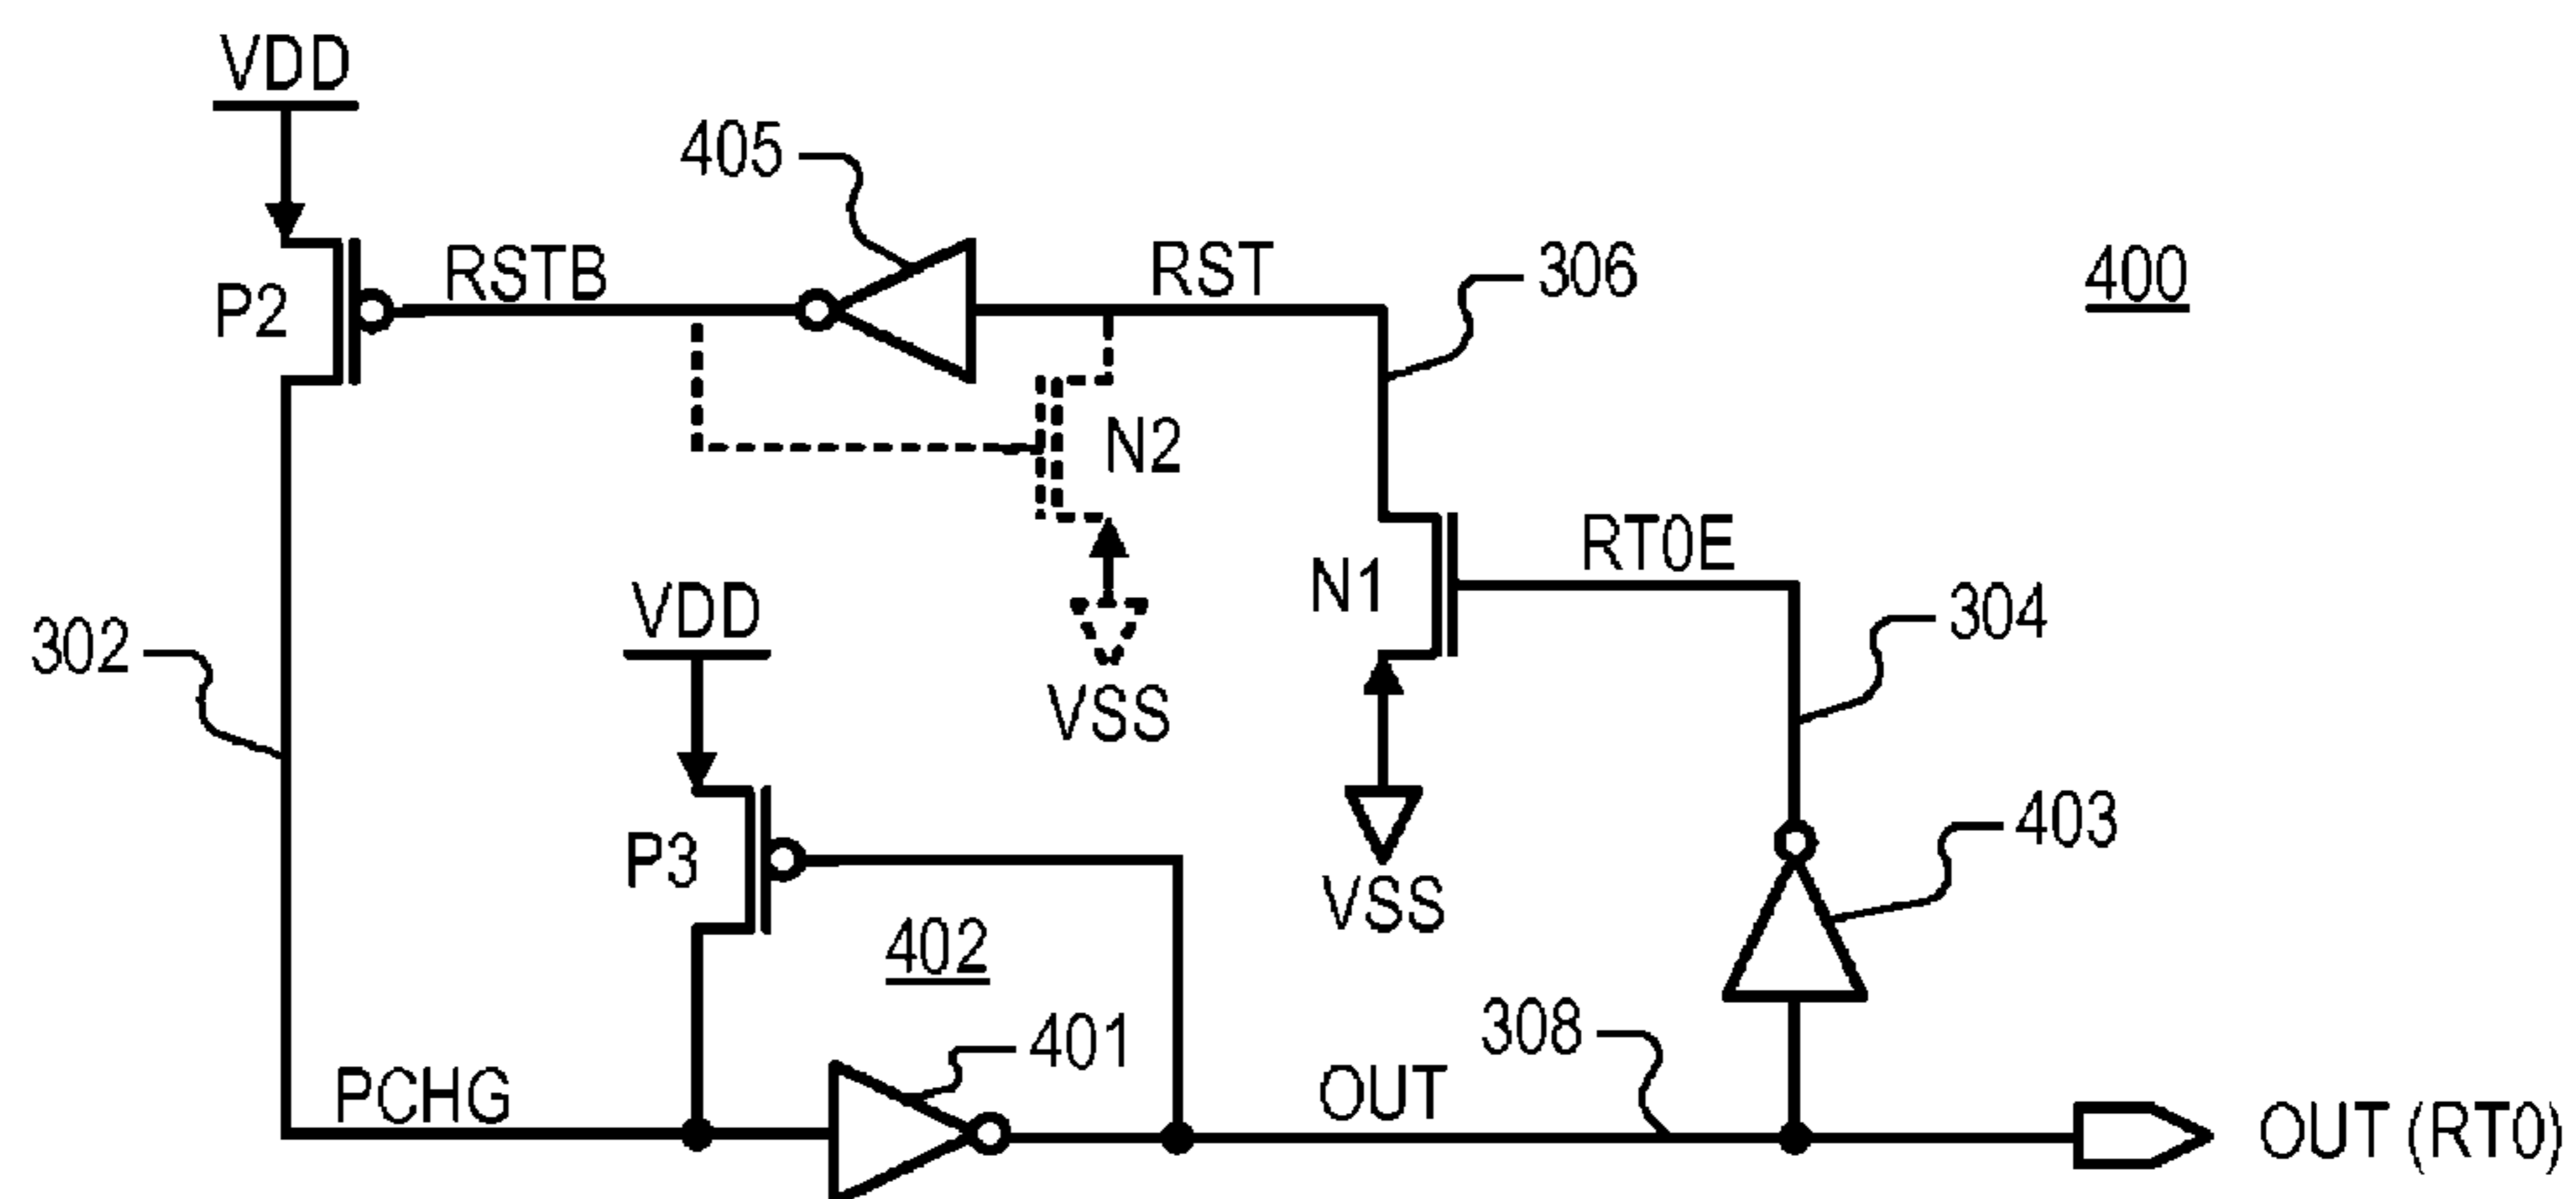 VDD
405
RSTB
RST
306
400
P2
N2
RT0E
N1
VDD
304
302
VSS
403
P3
VSS
402
401
308
PCHG
OUT
OUT (RT0)